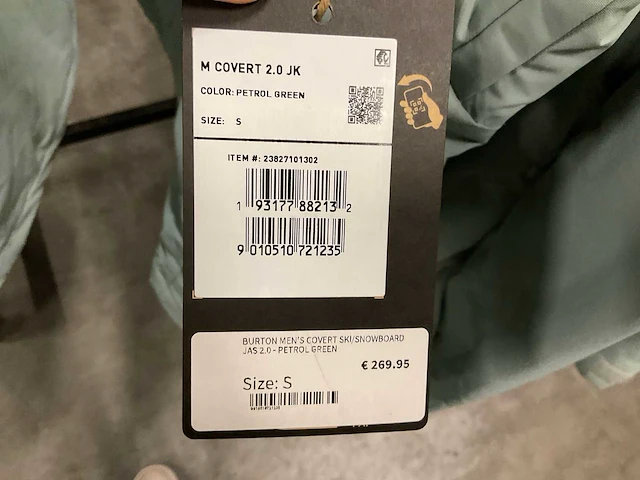 M COVERT 2.0 JK
COLOR: PETROL GREEN
SIZE: S
ITEM #: 23827101302
1 93177 88213 2
9 010510 721235
BURTON MEN'S COVERT SKI/SNOWBOARD
JAS 2.0 - PETROL GREEN
€ 269.95
Size: S